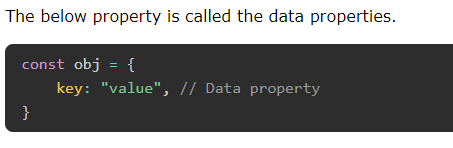 The below property is called the data properties.
const obj = {
    key: "value", // Data property
}